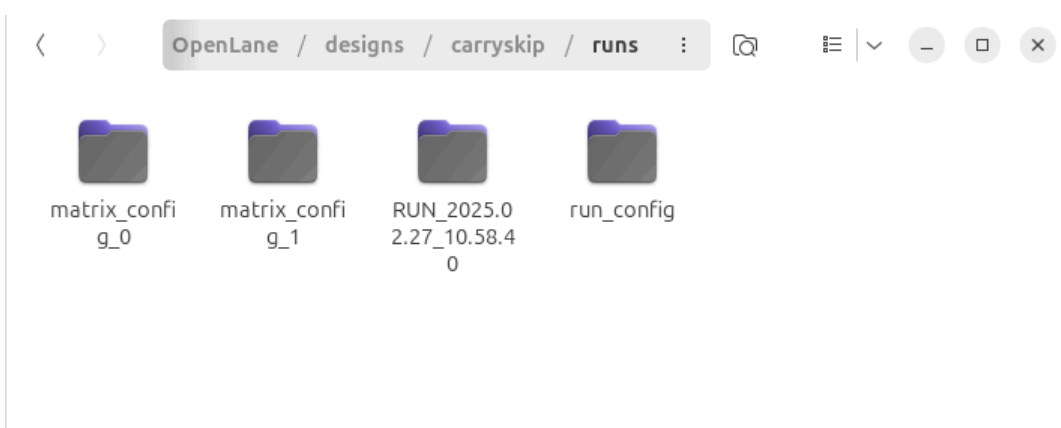 OpenLane / designs / carryskip / runs
matrix_confi
g_0
matrix_confi
g_1
RUN_2025.0
2.27_10.58.4
0
run_config